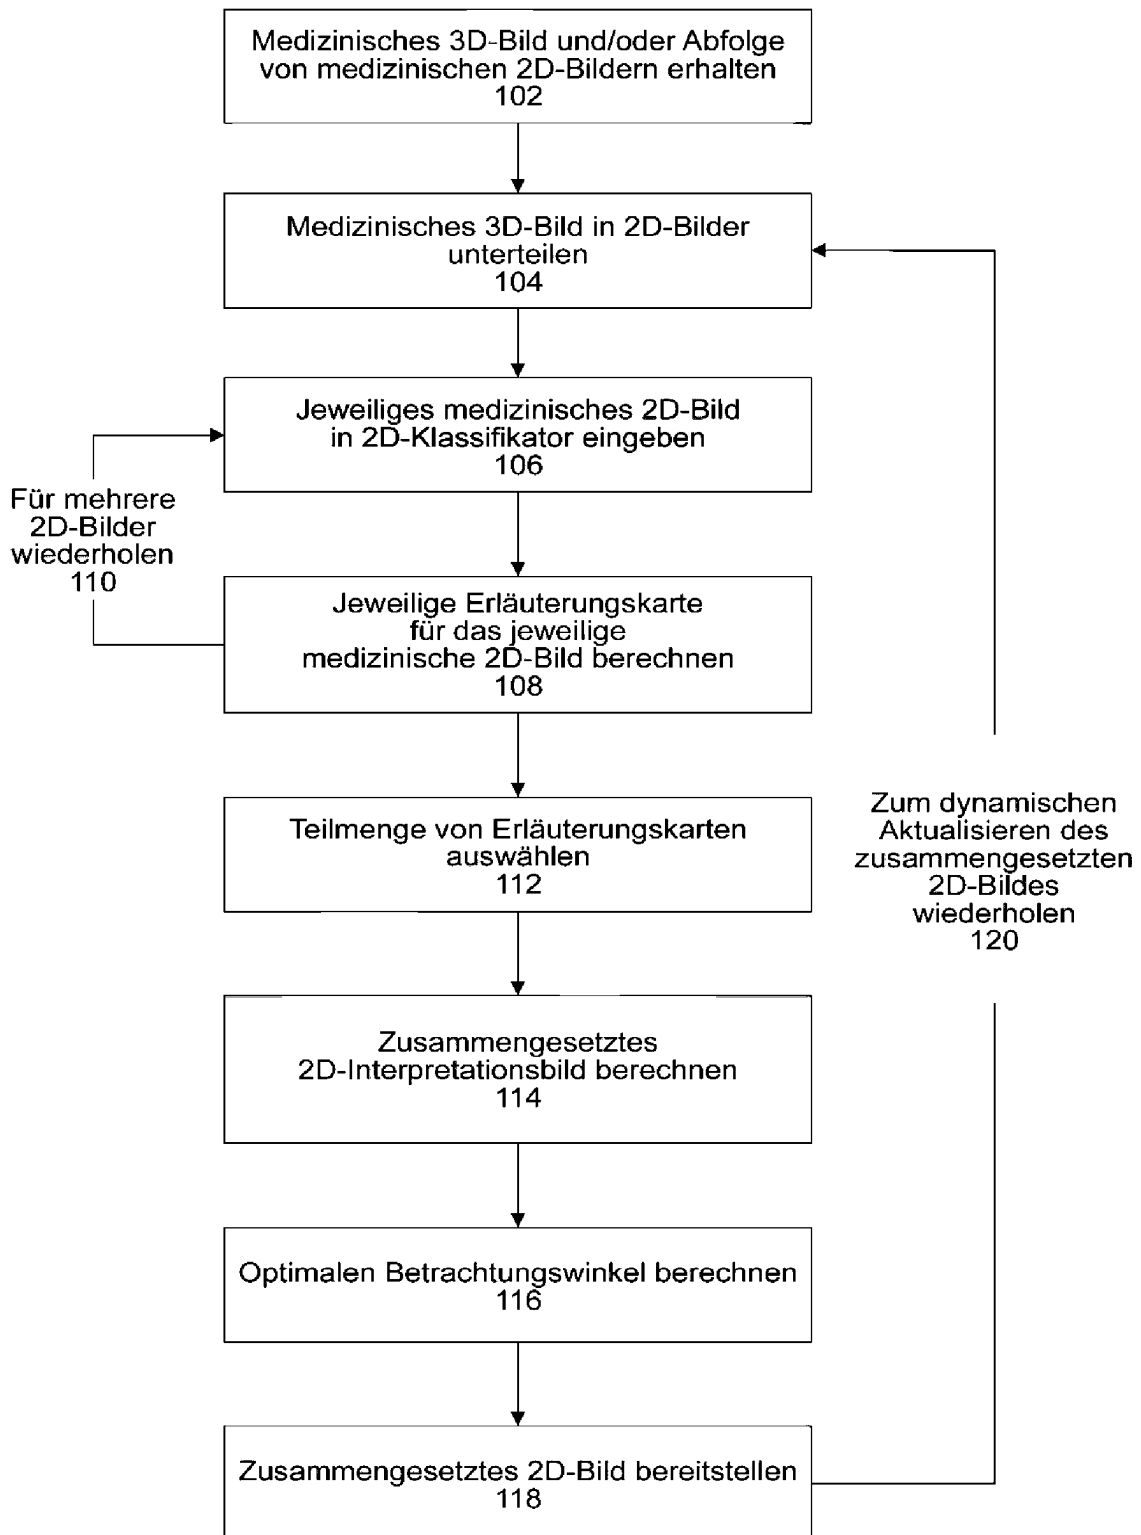 Medizinisches 3D-Bild und/oder Abfolge
von medizinischen 2D-Bildern erhalten
102
Medizinisches 3D-Bild in 2D-Bilder
unterteilen
104
Jeweiliges medizinisches 2D-Bild
in 2D-Klassifikator eingeben
106
Für mehrere
2D-Bilder
wiederholen
110
Jeweilige Erläuterungskarte
für das jeweilige
medizinische 2D-Bild berechnen
108
Teilmenge von Erläuterungskarten
auswählen
112
Zum dynamischen
Aktualisieren des
zusammengesetzten
2D-Bildes
wiederholen
120
Zusammengesetztes
2D-Interpretationsbild berechnen
114
Optimalen Betrachtungswinkel berechnen
116
Zusammengesetztes 2D-Bild bereitstellen
118